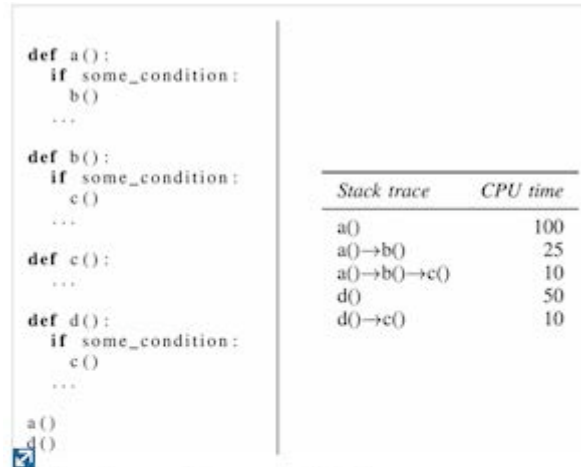 def a():
if some_condition:
b()
...
def b():
if some_condition:
c()
...
def c():
...
def d():
if some_condition:
c()
...
a()
d()
Stack trace CPU time
a() 100
a()→b() 25
a()→b()→c() 10
d() 50
d()→c() 10